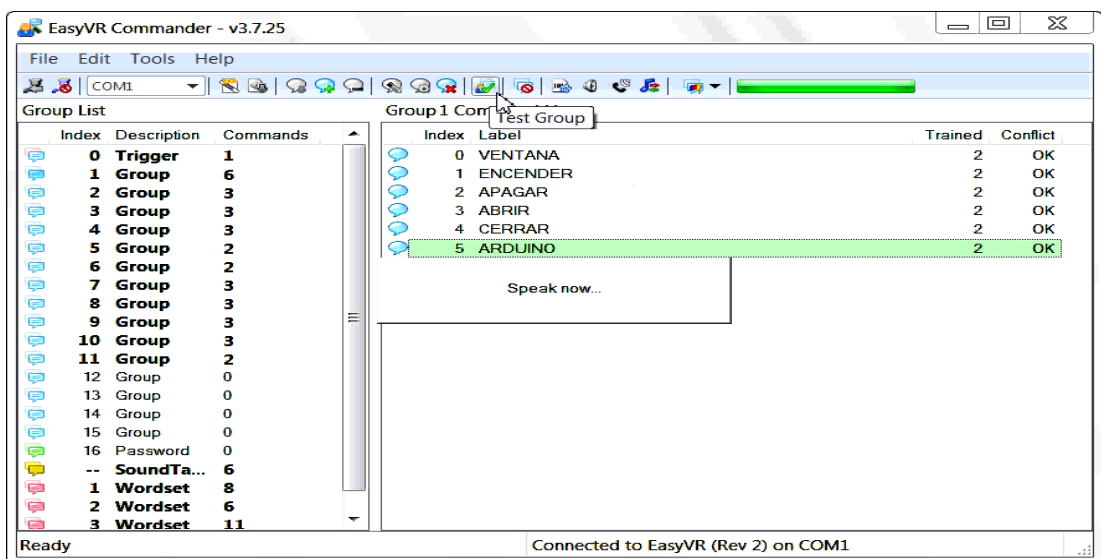 EasyVR Commander - v3.7.25
File Edit Tools Help
COM1
Group List
Index Description Commands
0 Trigger 1
1 Group 6
2 Group 3
3 Group 3
4 Group 3
5 Group 2
6 Group 2
7 Group 3
8 Group 3
9 Group 3
10 Group 3
11 Group 2
12 Group 0
13 Group 0
14 Group 0
15 Group 0
16 Password 0
-- SoundTa... 6
1 Wordset 8
2 Wordset 6
3 Wordset 11
Group 1
Test Group
Index Label Trained Conflict
0 VENTANA 2 OK
1 ENCENDER 2 OK
2 APAGAR 2 OK
3 ABRIR 2 OK
4 CERRAR 2 OK
5 ARDUINO 2 OK
Speak now...
Ready
Connected to EasyVR (Rev 2) on COM1